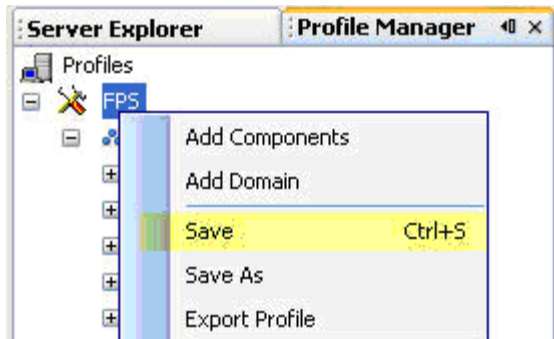 Server Explorer Profile Manager
Profiles
FPS
Add Components
Add Domain
Save Ctrl+S
Save As
Export Profile